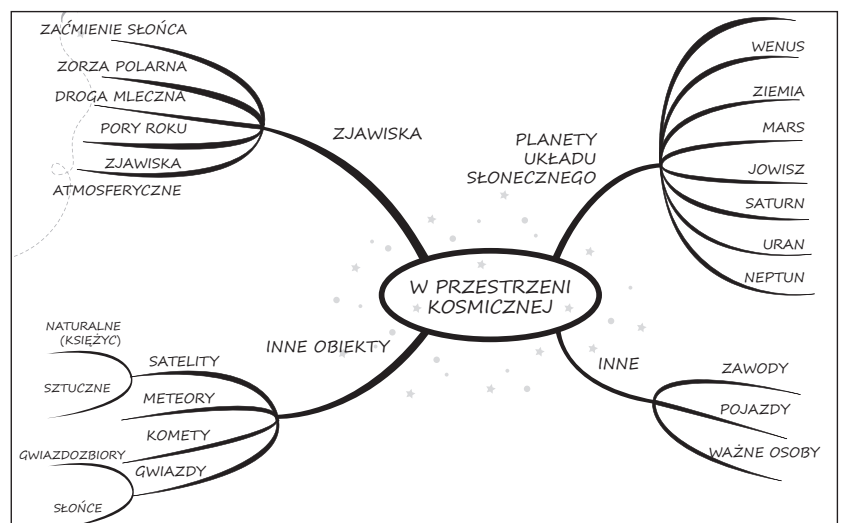 ZAĆMIENIE SŁOŃCA
ZORZA POLARNA
DROGA MLECZNA
PORY ROKU
ZJAWISKA
ATMOSFERYCZNE
ZJAWISKA
PLANETY
UKŁADU
SŁONECZNEGO
WENUS
ZIEMIA
MARS
JOWISZ
SATURN
URAN
NEPTUN
W PRZESTRZENI
KOSMICZNEJ
INNE OBIEKTY
NATURALNE
(KSIĘŻYC)
SZTUCZNE
SATELITY
METEORY
KOMETY
GWIAZDY
GWIAZDOZBIORY
SŁOŃCE
INNE
ZAWODY
POJAZDY
WAŻNE OSOBY